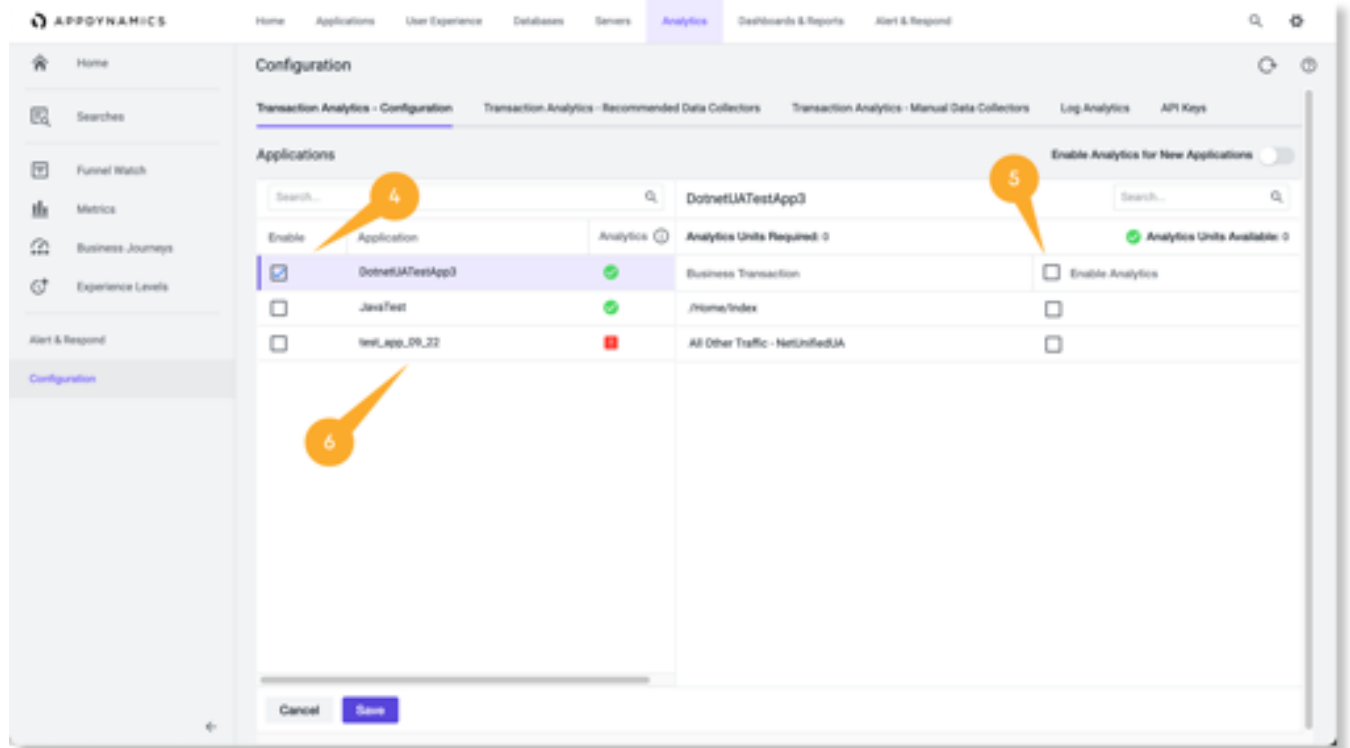 APPDYNAMICS
Home Applications User Experience Databases Servers Analytics Dashboards & Reports Alert & Respond
Home
Searches
Funnel Watch
Metrics
Business Journeys
Experience Levels
Alert & Respond
Configuration
Configuration
Transaction Analytics - Configuration Transaction Analytics - Recommended Data Collectors Transaction Analytics - Manual Data Collectors Log Analytics API Keys
Applications Enable Analytics for New Applications
4
5
Search... DotnetUATestApp3 Search...
Enable Application Analytics Analytics Units Required: 0 Analytics Units Available: 0
DotnetUATestApp3 Business Transaction Enable Analytics
JavaTest /Home/Index
test_app_09_22 All Other Traffic - NetUnifiedUA
6
Cancel Save